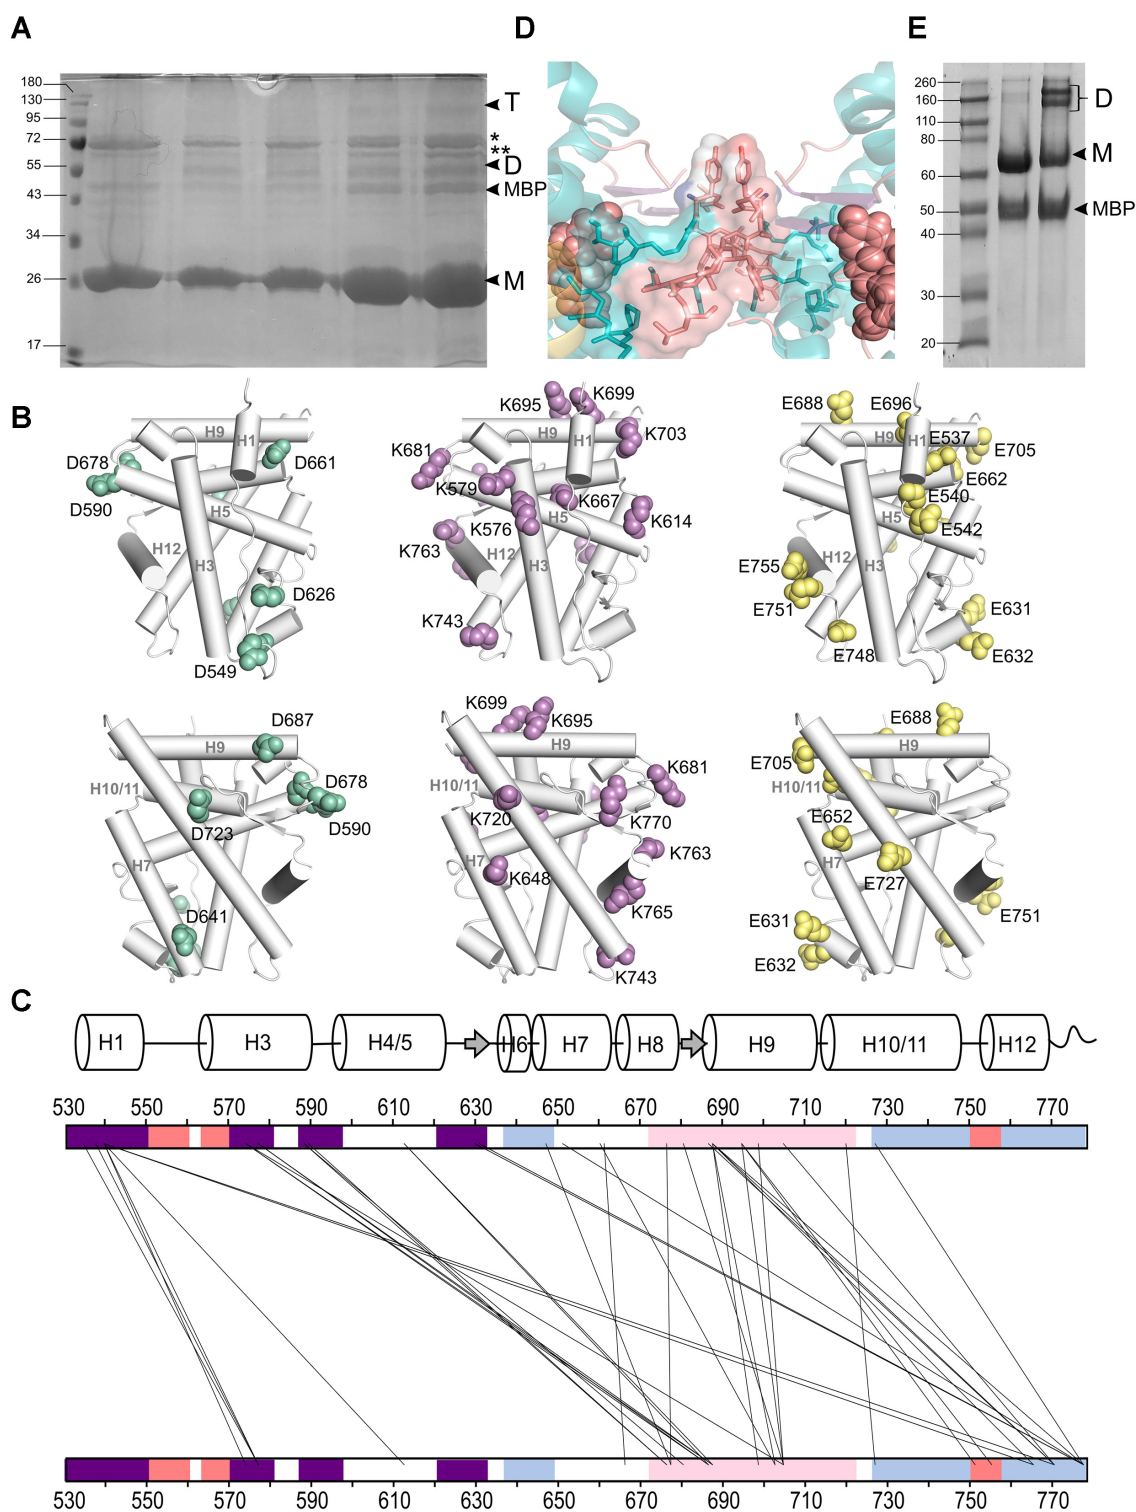 A
180
130
95
72
55
43
34
26
17
T
*
**
D
MBP
M
D
E
260
160
110
80
60
50
40
30
20
D
M
MBP
B
H9
H1
D678
D661
D590
H5
H12
H3
D626
D549
K695
K699
H9
H1
K703
K681
K579
K667
K576
H5
K614
K763
H12
H3
K743
E688
E696
H9
H1
E537
E705
E662
E540
H5
E542
E755
H12
H3
E751
E631
E748
E632
D687
H9
H10/11
D678
D723
D590
H7
D641
K699
K695
H9
K681
H10/11
K720
K770
H7
K763
K648
K765
K743
E688
H9
E705
H10/11
E652
H7
E727
E751
E631
E632
C
H1 H3 H4/5 H6 H7 H8 H9 H10/11 H12
530 550 570 590 610 630 650 670 690 710 730 750 770
530 550 570 590 610 630 650 670 690 710 730 750 770